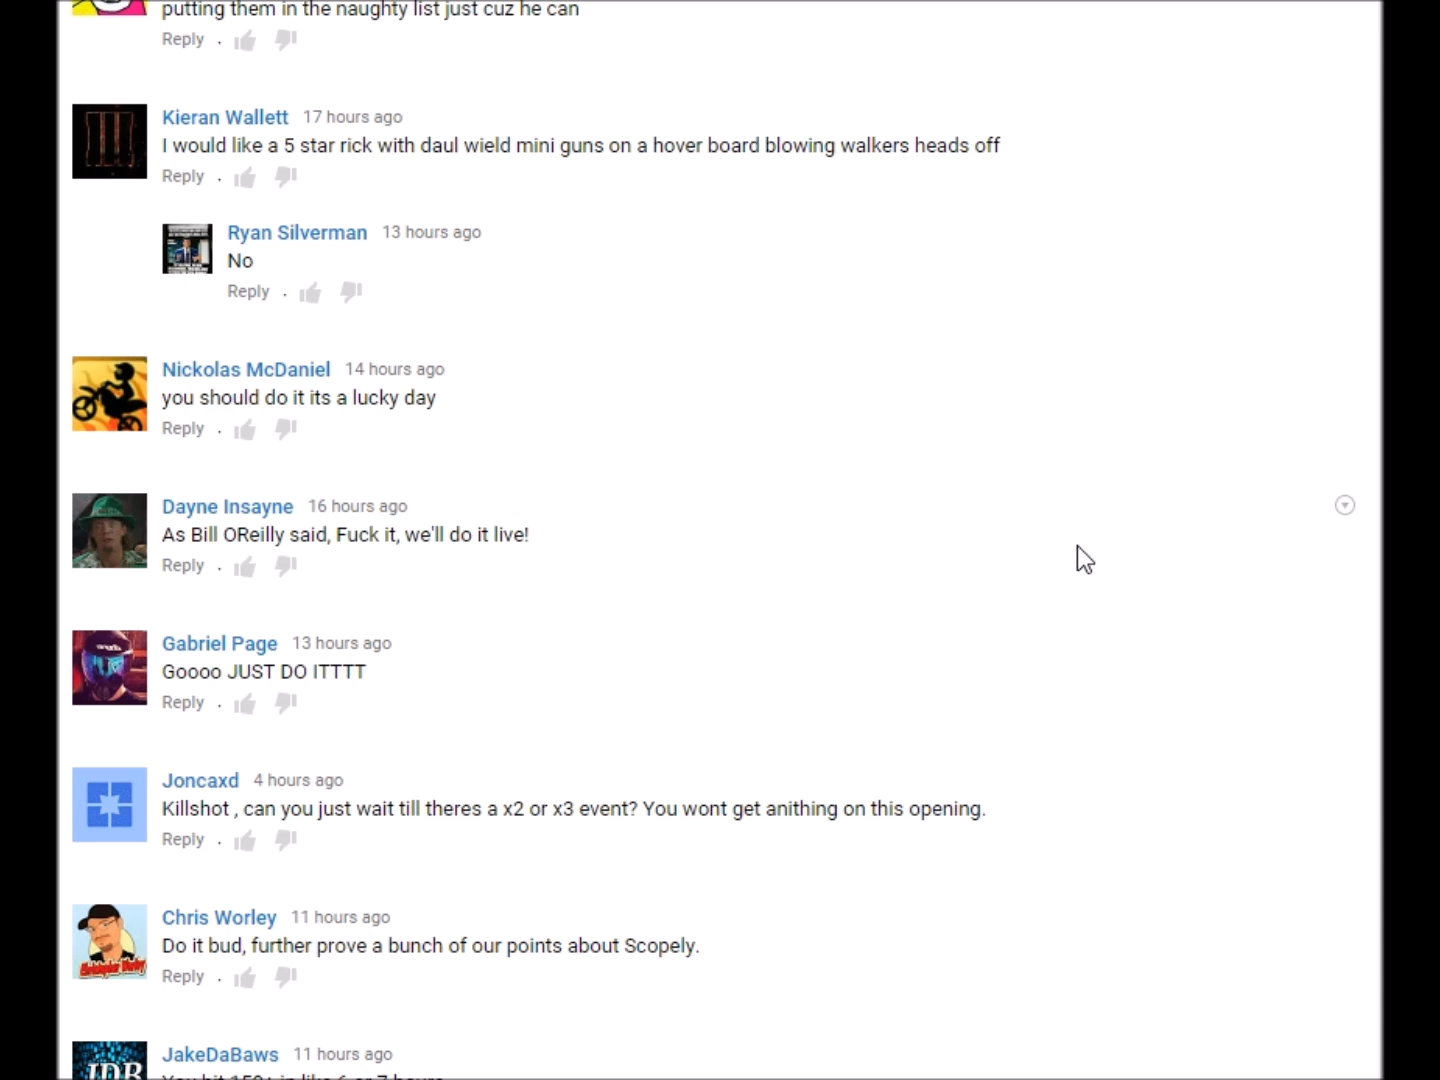 putting them in the naughty list just cuz he can
Reply .
Kieran Wallett 17 hours ago
I would like a 5 star rick with daul wield mini guns on a hover board blowing walkers heads off
Reply .
Ryan Silverman 13 hours ago
No
Reply .
Nickolas McDaniel 14 hours ago
you should do it its a lucky day
Reply .
Dayne Insayne 16 hours ago
As Bill OReilly said, Fuck it, we'll do it live!
Reply .
Gabriel Page 13 hours ago
Goooo JUST DO ITTTT
Reply .
Joncaxd 4 hours ago
Killshot , can you just wait till theres a x2 or x3 event? You wont get anithing on this opening.
Reply .
Chris Worley 11 hours ago
Do it bud, further prove a bunch of our points about Scopely.
Reply .
JDB
JakeDaBaws 11 hours ago